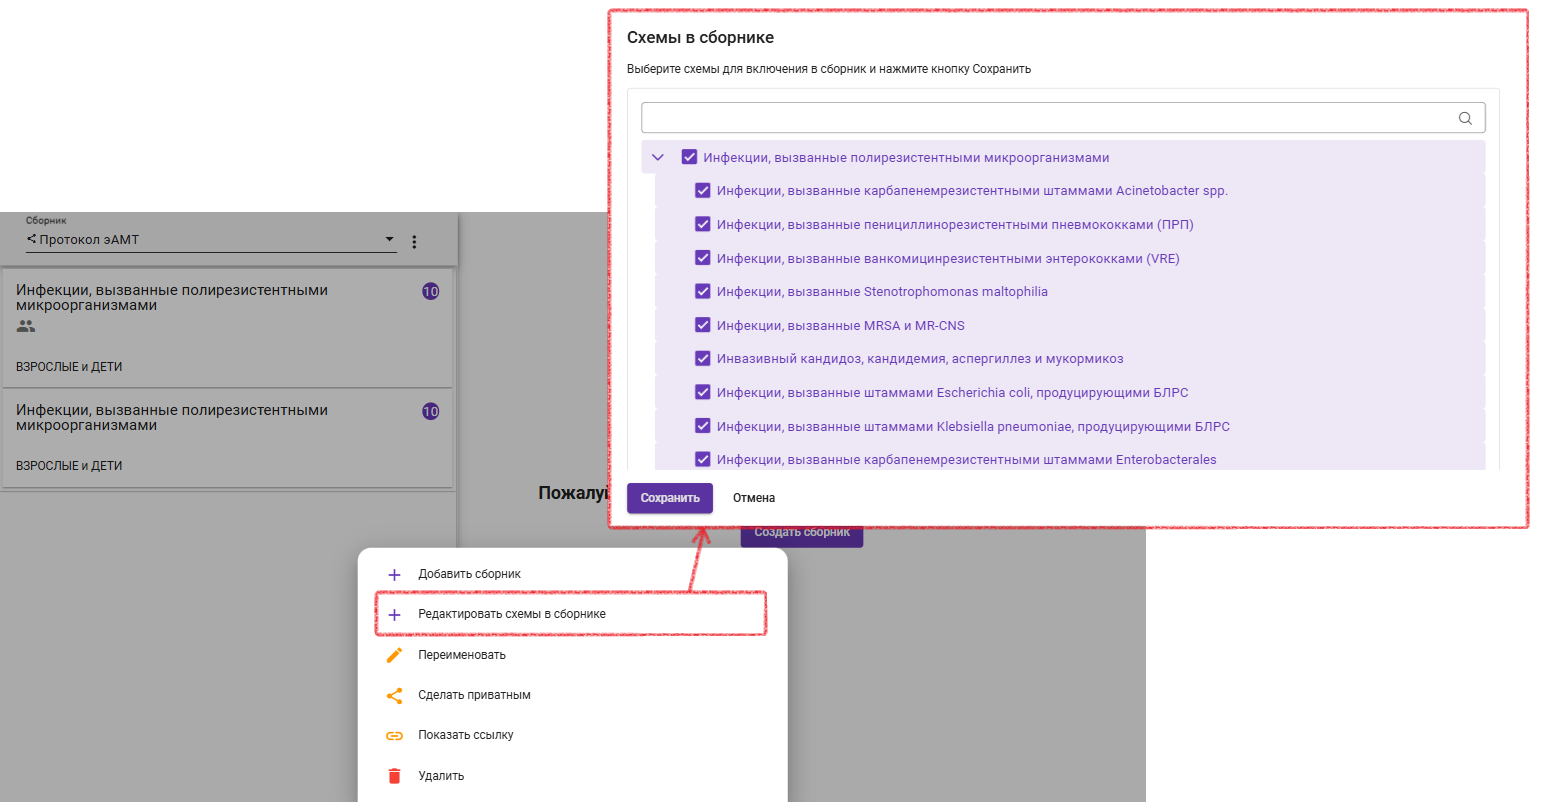 Схемы в сборнике
Выберите схемы для включения в сборник и нажмите кнопку Сохранить
Инфекции, вызванные полирезистентными микроорганизмами
Инфекции, вызванные карбапенемрезистентными штаммами Acinetobacter spp.
Инфекции, вызванные пенициллинорезистентными пневмококками (ПРП)
Инфекции, вызванные ванкомицинрезистентными энтерококками (VRE)
Инфекции, вызванные Stenotrophomonas maltophilia
Инфекции, вызванные MRSA и MR-CNS
Инвазивный кандидоз, кандидемия, аспергиллез и мукормикоз
Инфекции, вызванные штаммами Escherichia coli, продуцирующими БЛРС
Инфекции, вызванные штаммами Klebsiella pneumoniae, продуцирующими БЛРС
Инфекции, вызванные карбапенемрезистентными штаммами Enterobacterales
Сохранить Отмена
Сборник
Протокол эАМТ
Инфекции, вызванные полирезистентными 10
микроорганизмами
ВЗРОСЛЫЕ и ДЕТИ
Инфекции, вызванные полирезистентными 10
микроорганизмами
ВЗРОСЛЫЕ и ДЕТИ
Создать сборник
Добавить сборник
Редактировать схемы в сборнике
Переименовать
Сделать приватным
Показать ссылку
Удалить